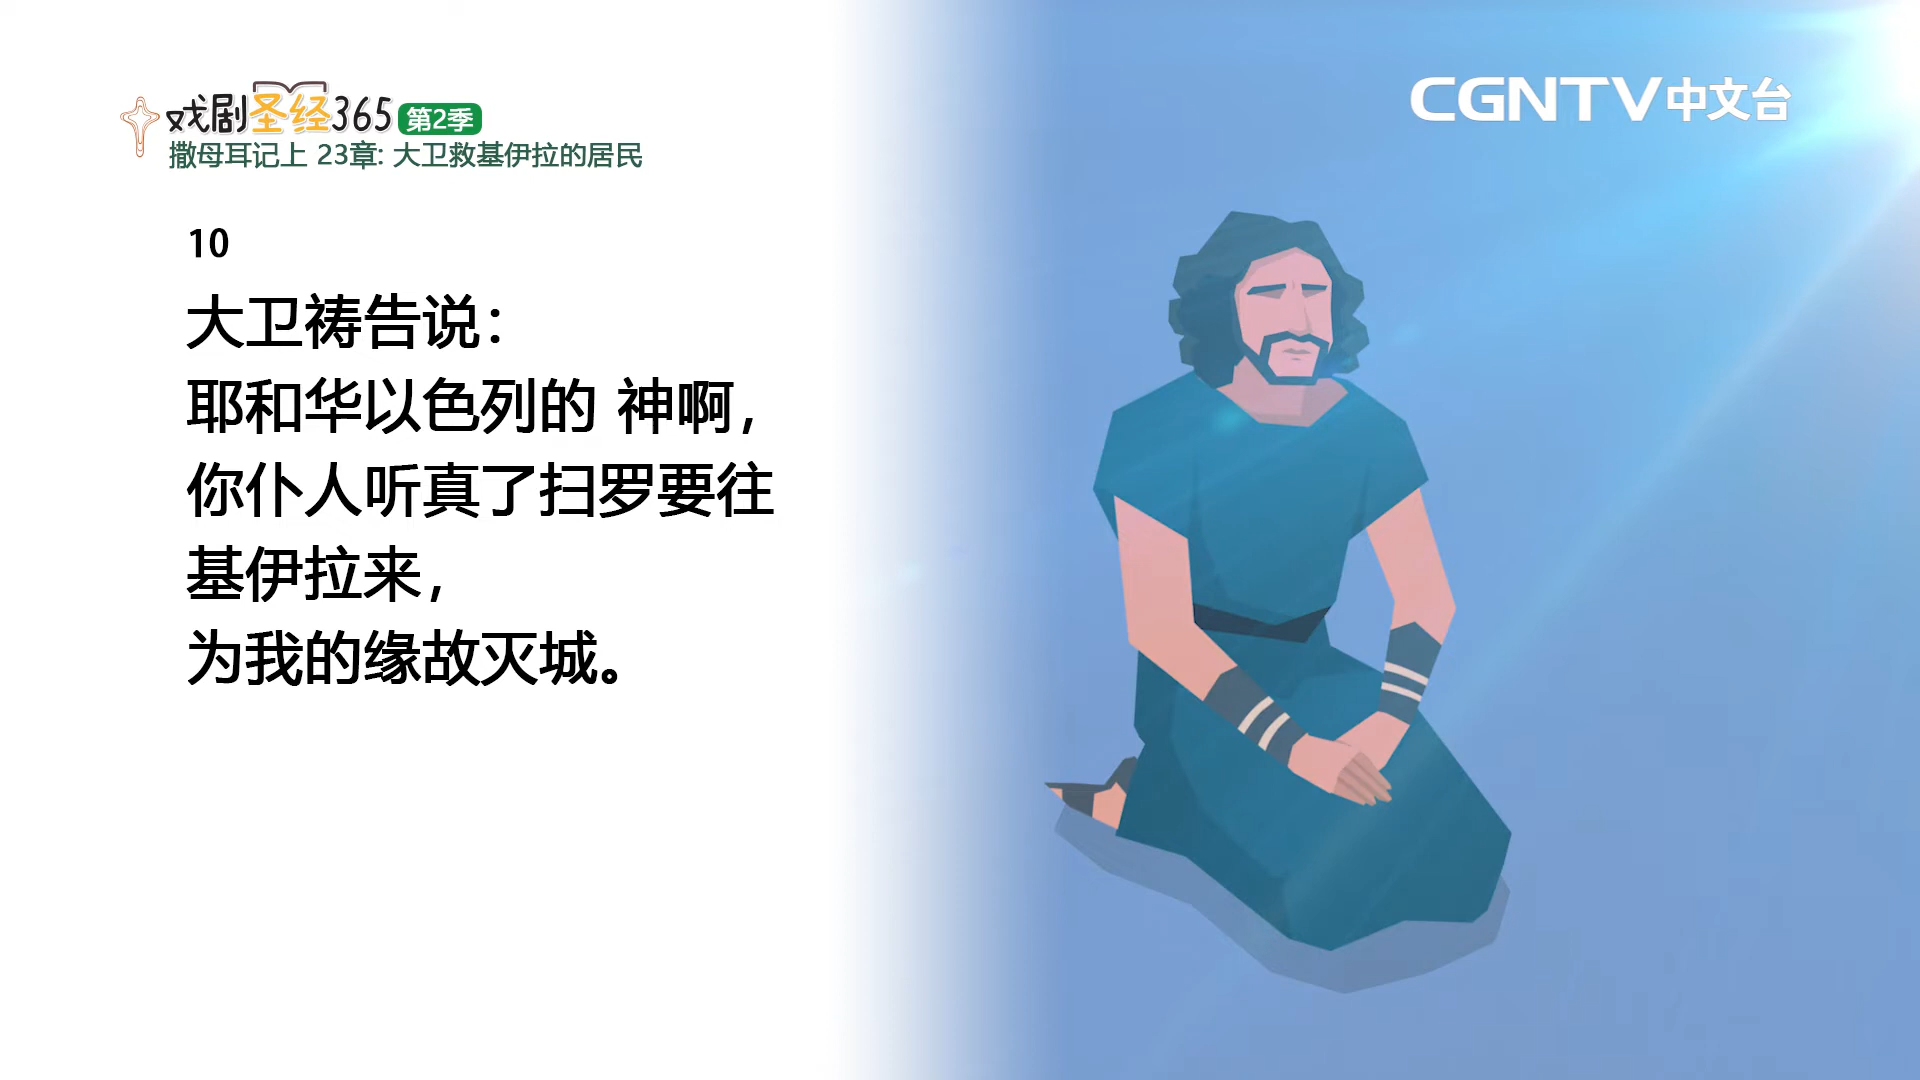 戏剧圣经365 第2季
CGNTV中文台
撒母耳记上 23章: 大卫救基伊拉的居民
10
大卫祷告说：
耶和华以色列的 神啊，
你仆人听真了扫罗要往
基伊拉来，
为我的缘故灭城。